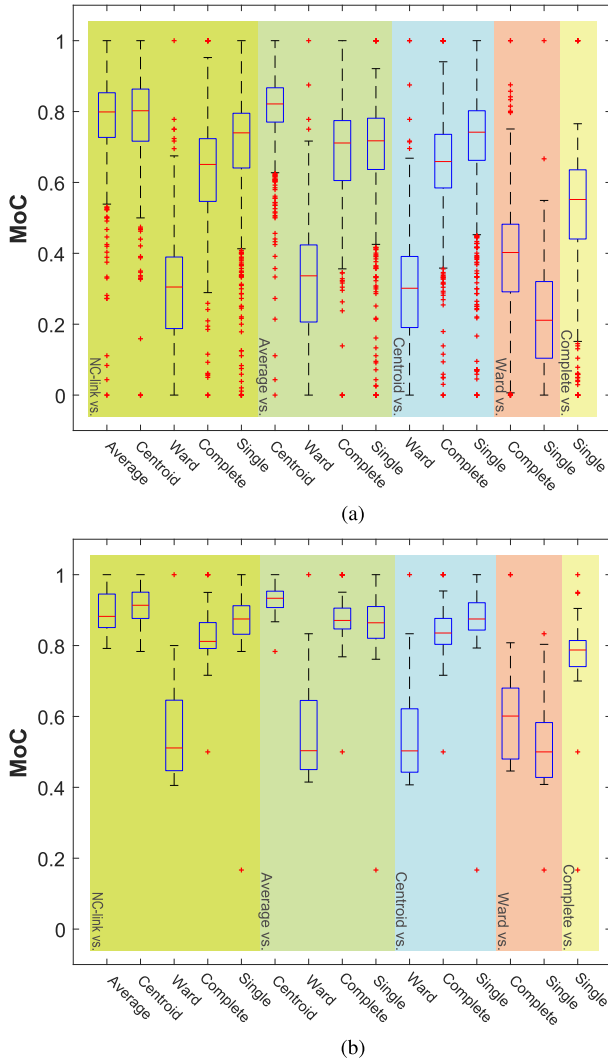 1
0.8
0.6
0.4
0.2
0
MoC
NC-link vs.
Average vs.
Centroid vs.
Ward vs.
Complete vs.
Average
Centroid
Ward
Complete
Single
Centroid
Ward
Complete
Single
Ward
Complete
Single
Complete
Single
Single
(a)
1
0.8
0.6
0.4
0.2
0
MoC
NC-link vs.
Average vs.
Centroid vs.
Ward vs.
Complete vs.
Average
Centroid
Ward
Complete
Single
Centroid
Ward
Complete
Single
Ward
Complete
Single
Complete
Single
Single
(b)